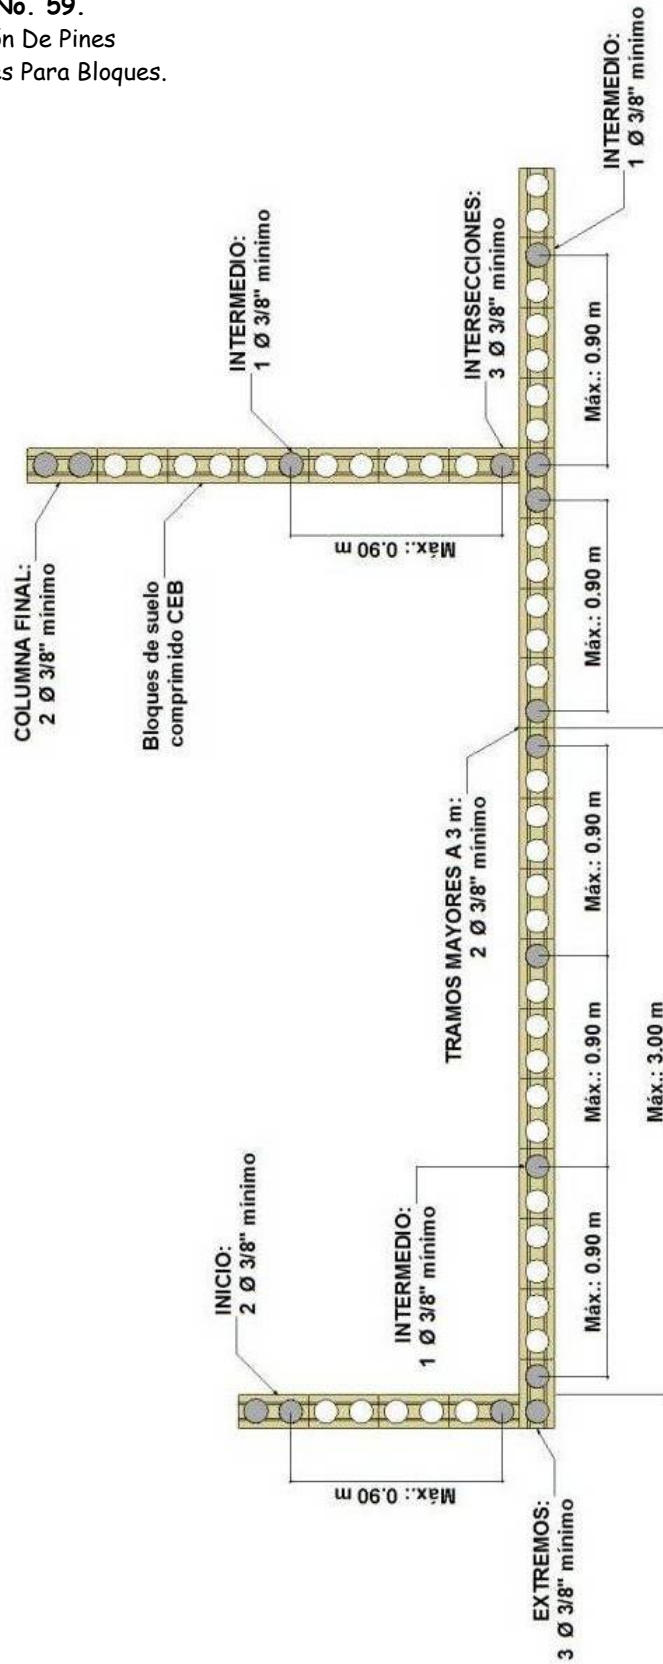 No. 59.
n De Pines
es Para Bloques.
COLUMNA FINAL:
2 Ø 3/8" mínimo
Bloques de suelo
comprimido CEB
INTERMEDIO:
1 Ø 3/8" mínimo
INTERSECCIONES:
3 Ø 3/8" mínimo
INTERMEDIO:
1 Ø 3/8" mínimo
Máx.: 0.90 m
Máx.: 0.90 m
Máx.: 0.90 m
TRAMOS MAYORES A 3 m:
2 Ø 3/8" mínimo
Máx.: 0.90 m
Máx.: 0.90 m
Máx.: 0.90 m
Máx.: 3.00 m
INICIO:
2 Ø 3/8" mínimo
INTERMEDIO:
1 Ø 3/8" mínimo
Máx.: 0.90 m
EXTREMOS:
3 Ø 3/8" mínimo